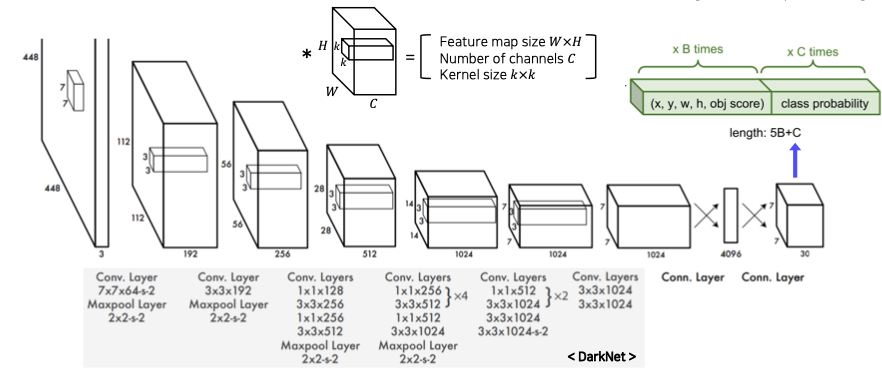 * H k k W C = Feature map size W×H
Number of channels C
Kernel size k×k
x B times x C times
(x, y, w, h, obj score) class probability
length: 5B+C
448
7
7
448
3
112
3
3
112
192
56
3
3
56
256
28
3
3
28
512
14
3
3
14
1024
7
3
3
7
1024
7
7
1024
4096
7
7
30
Conv. Layer
7x7x64-s-2
Maxpool Layer
2x2-s-2
Conv. Layer
3x3x192
Maxpool Layer
2x2-s-2
Conv. Layers
1x1x128
3x3x256
1x1x256
3x3x512
Maxpool Layer
2x2-s-2
Conv. Layers
1x1x256
3x3x512 }×4
1x1x512
3x3x1024
Maxpool Layer
2x2-s-2
Conv. Layers
1x1x512
3x3x1024 }×2
3x3x1024
3x3x1024-s-2
Conv. Layers
3x3x1024
3x3x1024
Conn. Layer
Conn. Layer
< DarkNet >